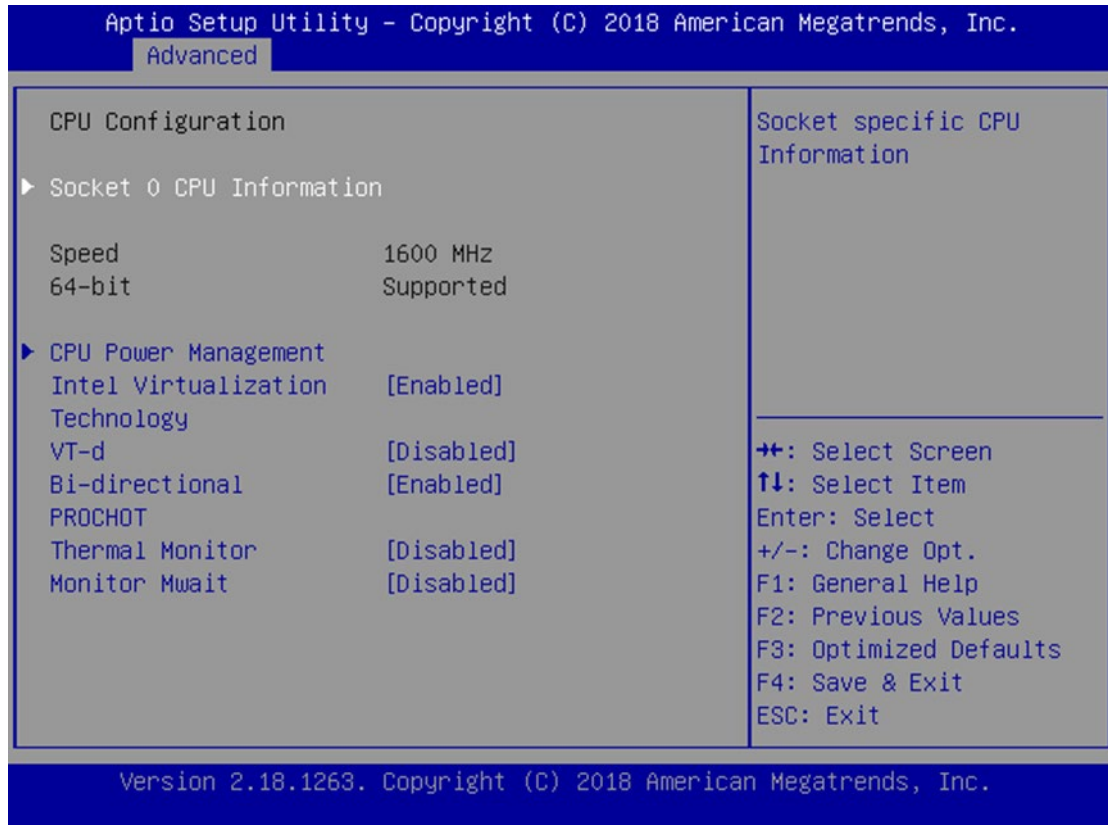 Aptio Setup Utility – Copyright (C) 2018 American Megatrends, Inc.
Advanced
CPU Configuration
Socket 0 CPU Information
Speed 1600 MHz
64-bit Supported
CPU Power Management
Intel Virtualization [Enabled]
Technology
VT-d [Disabled]
Bi-directional [Enabled]
PROCHOT
Thermal Monitor [Disabled]
Monitor Mwait [Disabled]
Socket specific CPU
Information
→←: Select Screen
↑↓: Select Item
Enter: Select
+/-: Change Opt.
F1: General Help
F2: Previous Values
F3: Optimized Defaults
F4: Save & Exit
ESC: Exit
Version 2.18.1263. Copyright (C) 2018 American Megatrends, Inc.